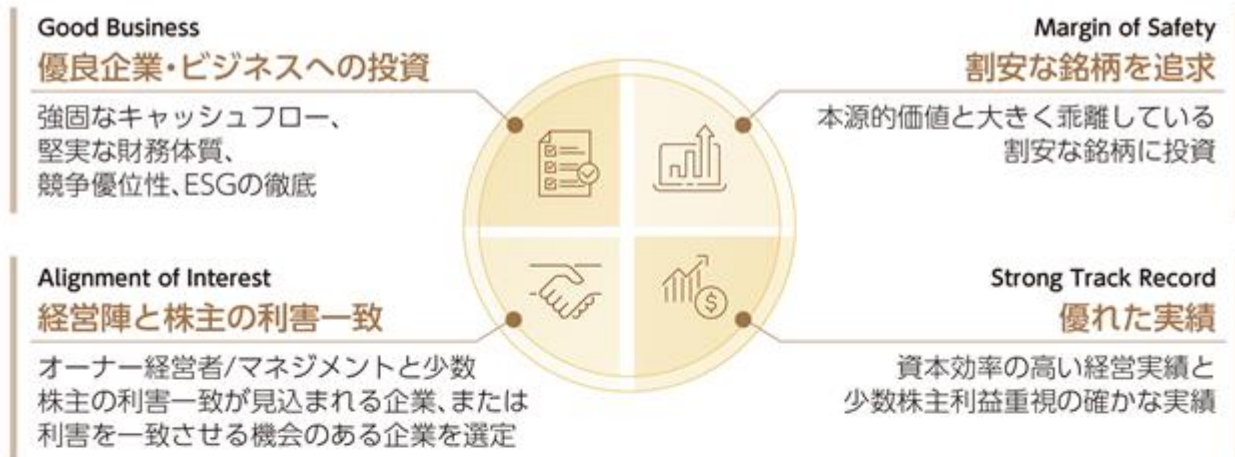 Good Business
優良企業・ビジネスへの投資
強固なキャッシュフロー、
堅実な財務体質、
競争優位性、ESGの徹底
Margin of Safety
割安な銘柄を追求
本源的価値と大きく乖離している
割安な銘柄に投資
Alignment of Interest
経営陣と株主の利害一致
オーナー経営者/マネジメントと少数
株主の利害一致が見込まれる企業、または
利害を一致させる機会のある企業を選定
Strong Track Record
優れた実績
資本効率の高い経営実績と
少数株主利益重視の確かな実績
$